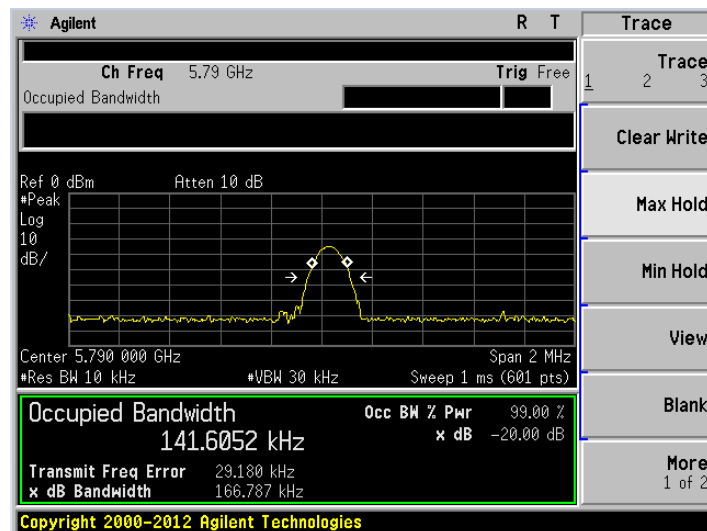 Agilent R T Trace
Ch Freq 5.79 GHz Trig Free
Occupied Bandwidth
Trace
1 2 3
Clear Write
Max Hold
Min Hold
View
Blank
More
1 of 2
Ref 0 dBm Atten 10 dB
#Peak
Log
10
dB/
Center 5.790 000 GHz Span 2 MHz
#Res BW 10 kHz #VBW 30 kHz Sweep 1 ms (601 pts)
Occupied Bandwidth Occ BW % Pwr 99.00 %
141.6052 kHz x dB -20.00 dB
Transmit Freq Error 29.180 kHz
x dB Bandwidth 166.787 kHz
Copyright 2000-2012 Agilent Technologies